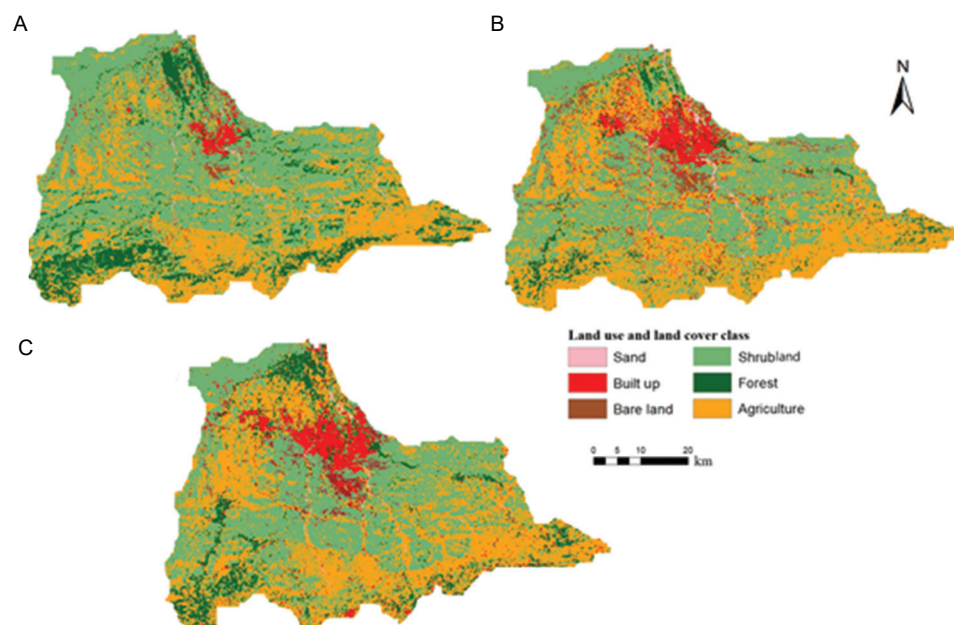 A
B
N
C
Land use and land cover class
Sand
Shrubland
Built up
Forest
Bare land
Agriculture
0 5 10 20
km